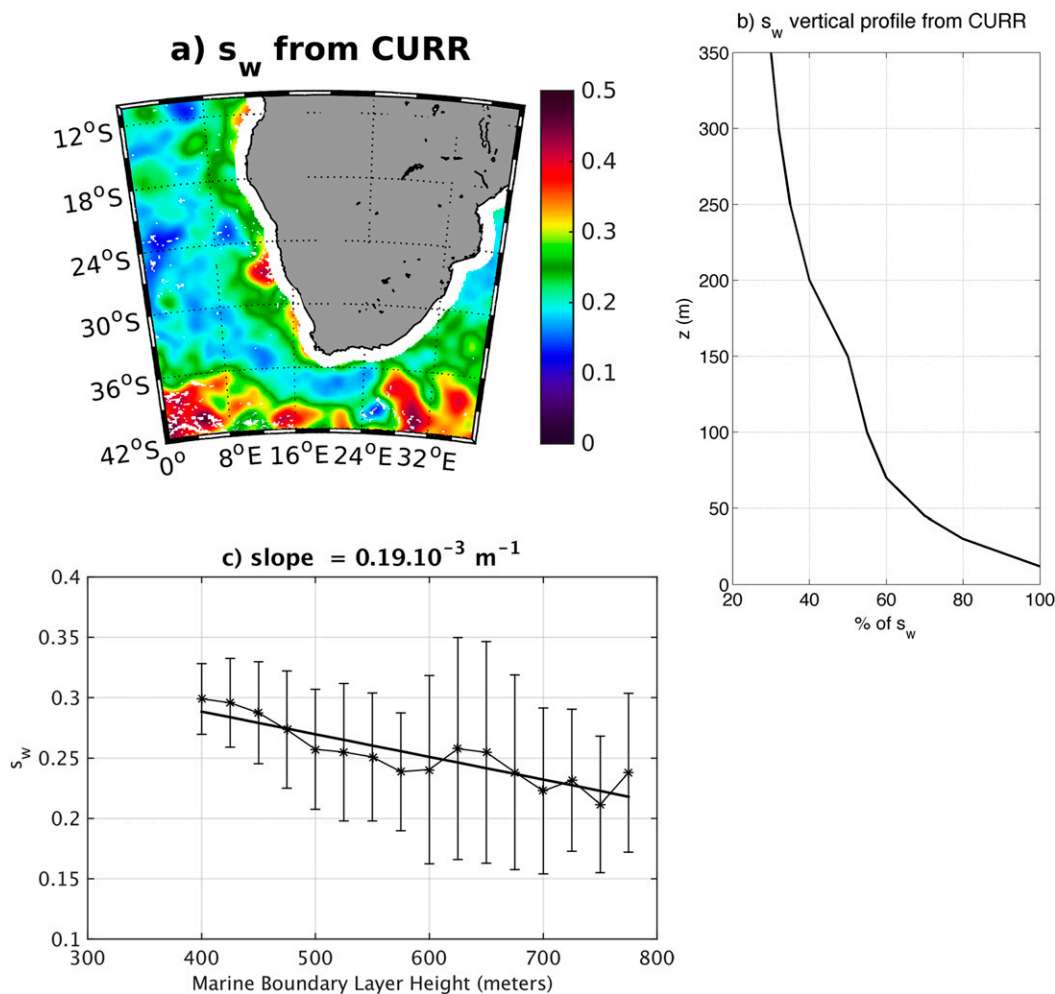 a) s_w from CURR
12°S
18°S
24°S
30°S
36°S
42°S
0°
8°E
16°E
24°E
32°E
0.5
0.4
0.3
0.2
0.1
0
b) s_w vertical profile from CURR
350
300
250
200
150
100
50
0
z (m)
20
40
60
80
100
% of s_w
c) slope = 0.19.10⁻³ m⁻¹
0.4
0.35
0.3
0.25
0.2
0.15
0.1
s_w
300
400
500
600
700
800
Marine Boundary Layer Height (meters)